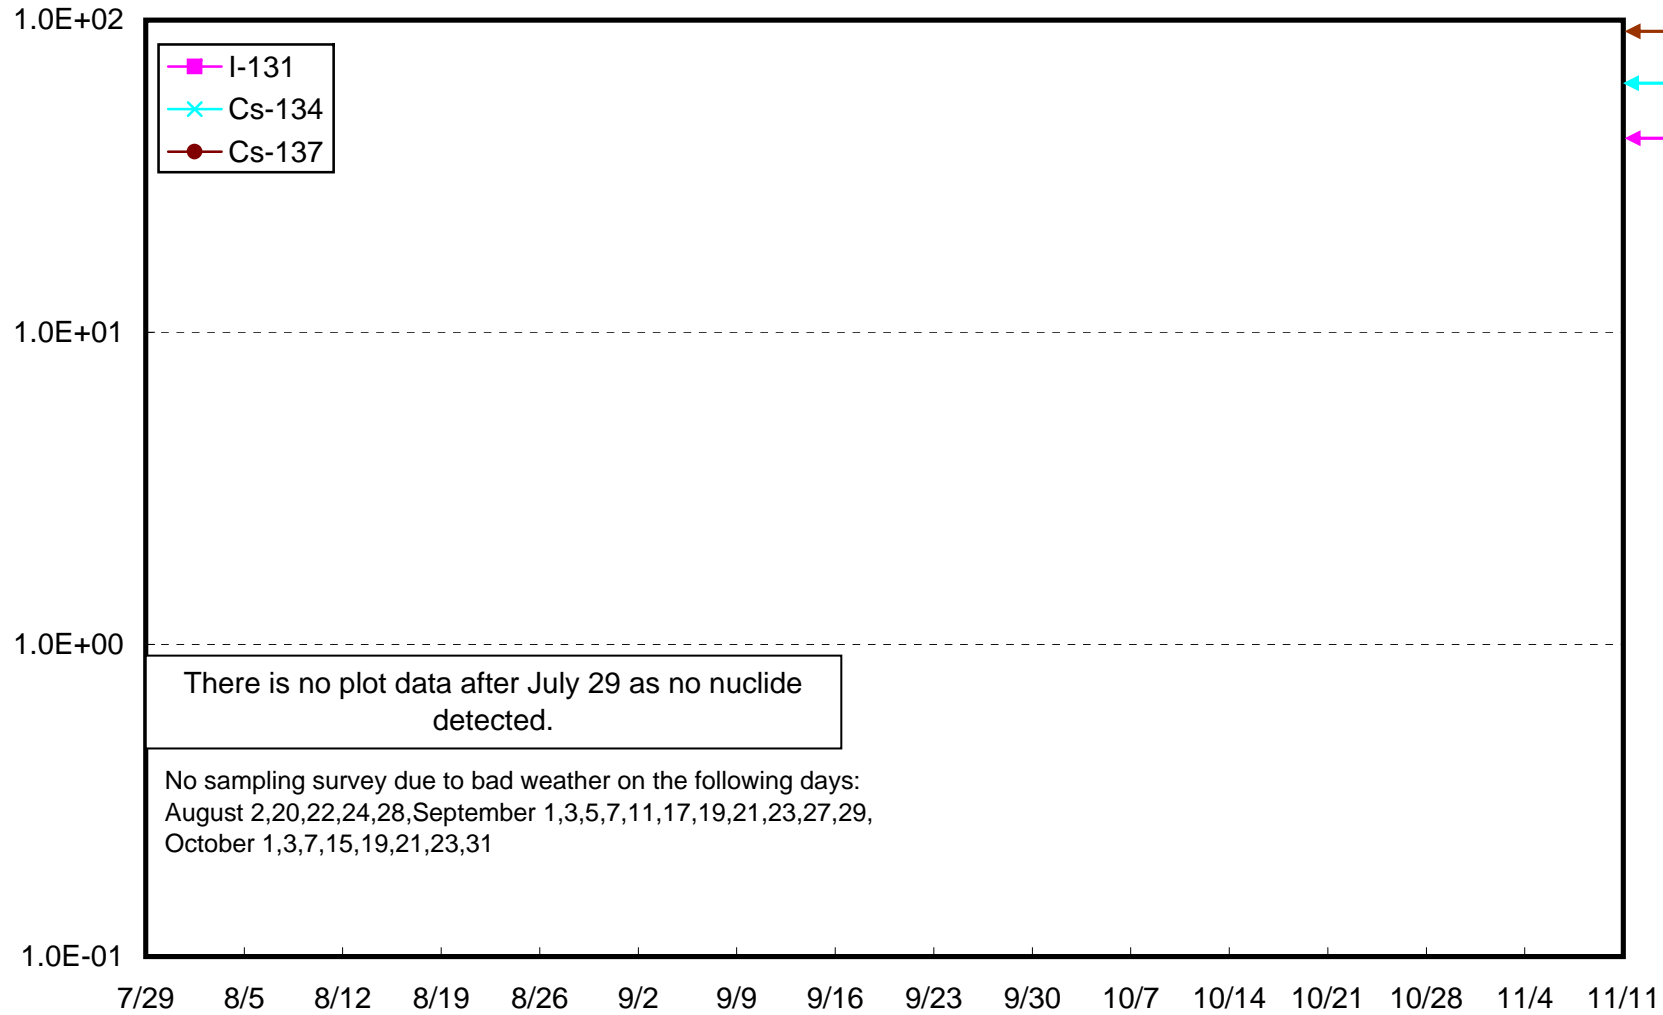 1.0E+02
I-131
Cs-134
Cs-137
1.0E+01
1.0E+00
There is no plot data after July 29 as no nuclide
detected.
No sampling survey due to bad weather on the following days:
August 2,20,22,24,28,September 1,3,5,7,11,17,19,21,23,27,29,
October 1,3,7,15,19,21,23,31
1.0E-01
7/29 8/5 8/12 8/19 8/26 9/2 9/9 9/16 9/23 9/30 10/7 10/14 10/21 10/28 11/4 11/11